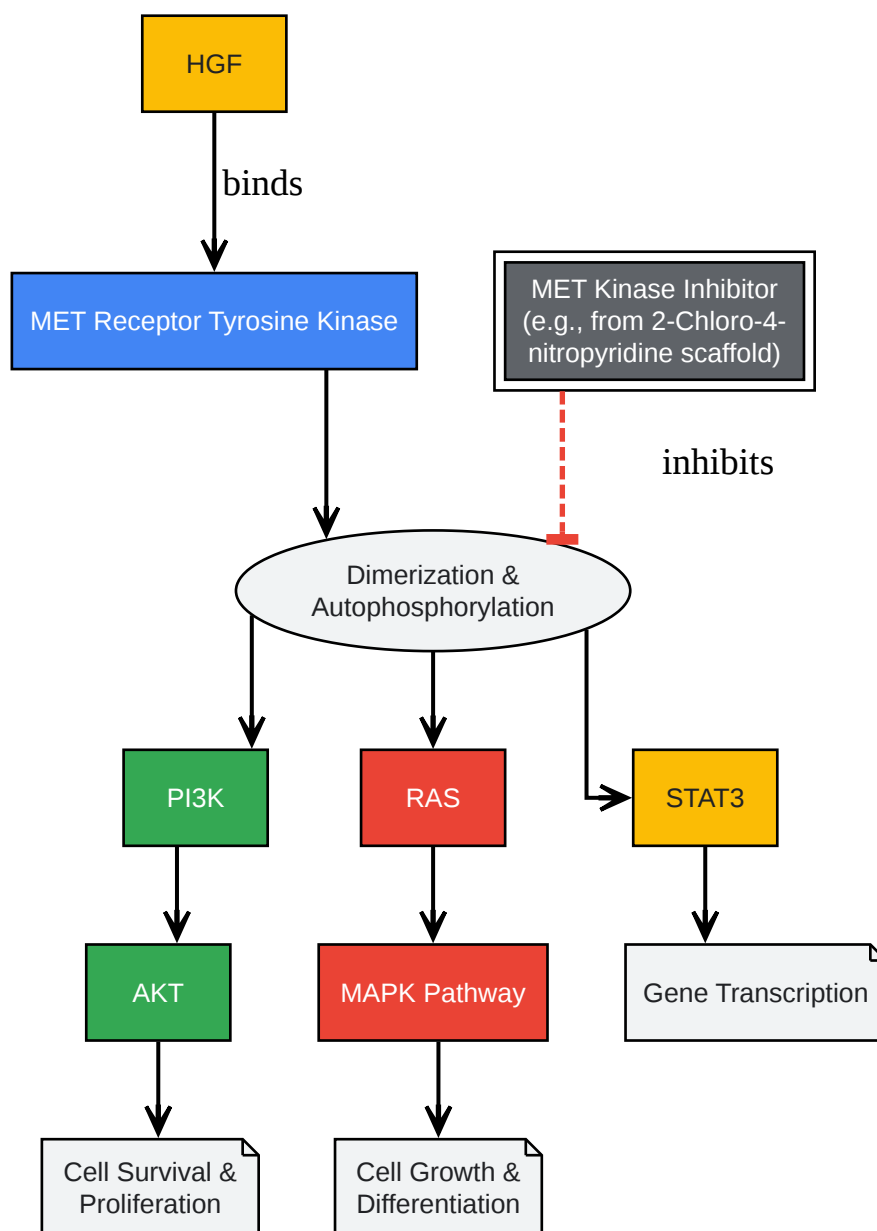 HGF
binds
MET Receptor Tyrosine Kinase
MET Kinase Inhibitor
(e.g., from 2-Chloro-4-
nitropyridine scaffold)
inhibits
Dimerization &
Autophosphorylation
PI3K
RAS
STAT3
AKT
MAPK Pathway
Gene Transcription
Cell Survival &
Proliferation
Cell Growth &
Differentiation